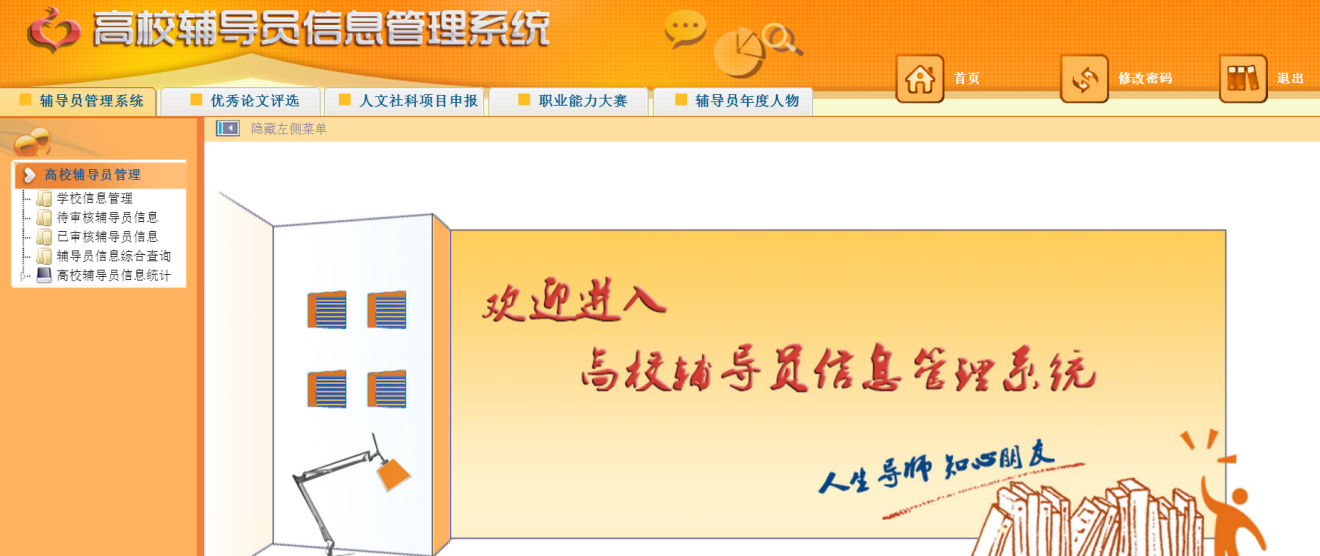 高校辅导员信息管理系统
首页 修改密码 退出
辅导员管理系统 优秀论文评选 人文社科项目申报 职业能力大赛 辅导员年度人物
隐藏左侧菜单
高校辅导员管理
学校信息管理
待审核辅导员信息
已审核辅导员信息
辅导员信息综合查询
高校辅导员信息统计
欢迎进入
高校辅导员信息管理系统
人生导师 知心朋友